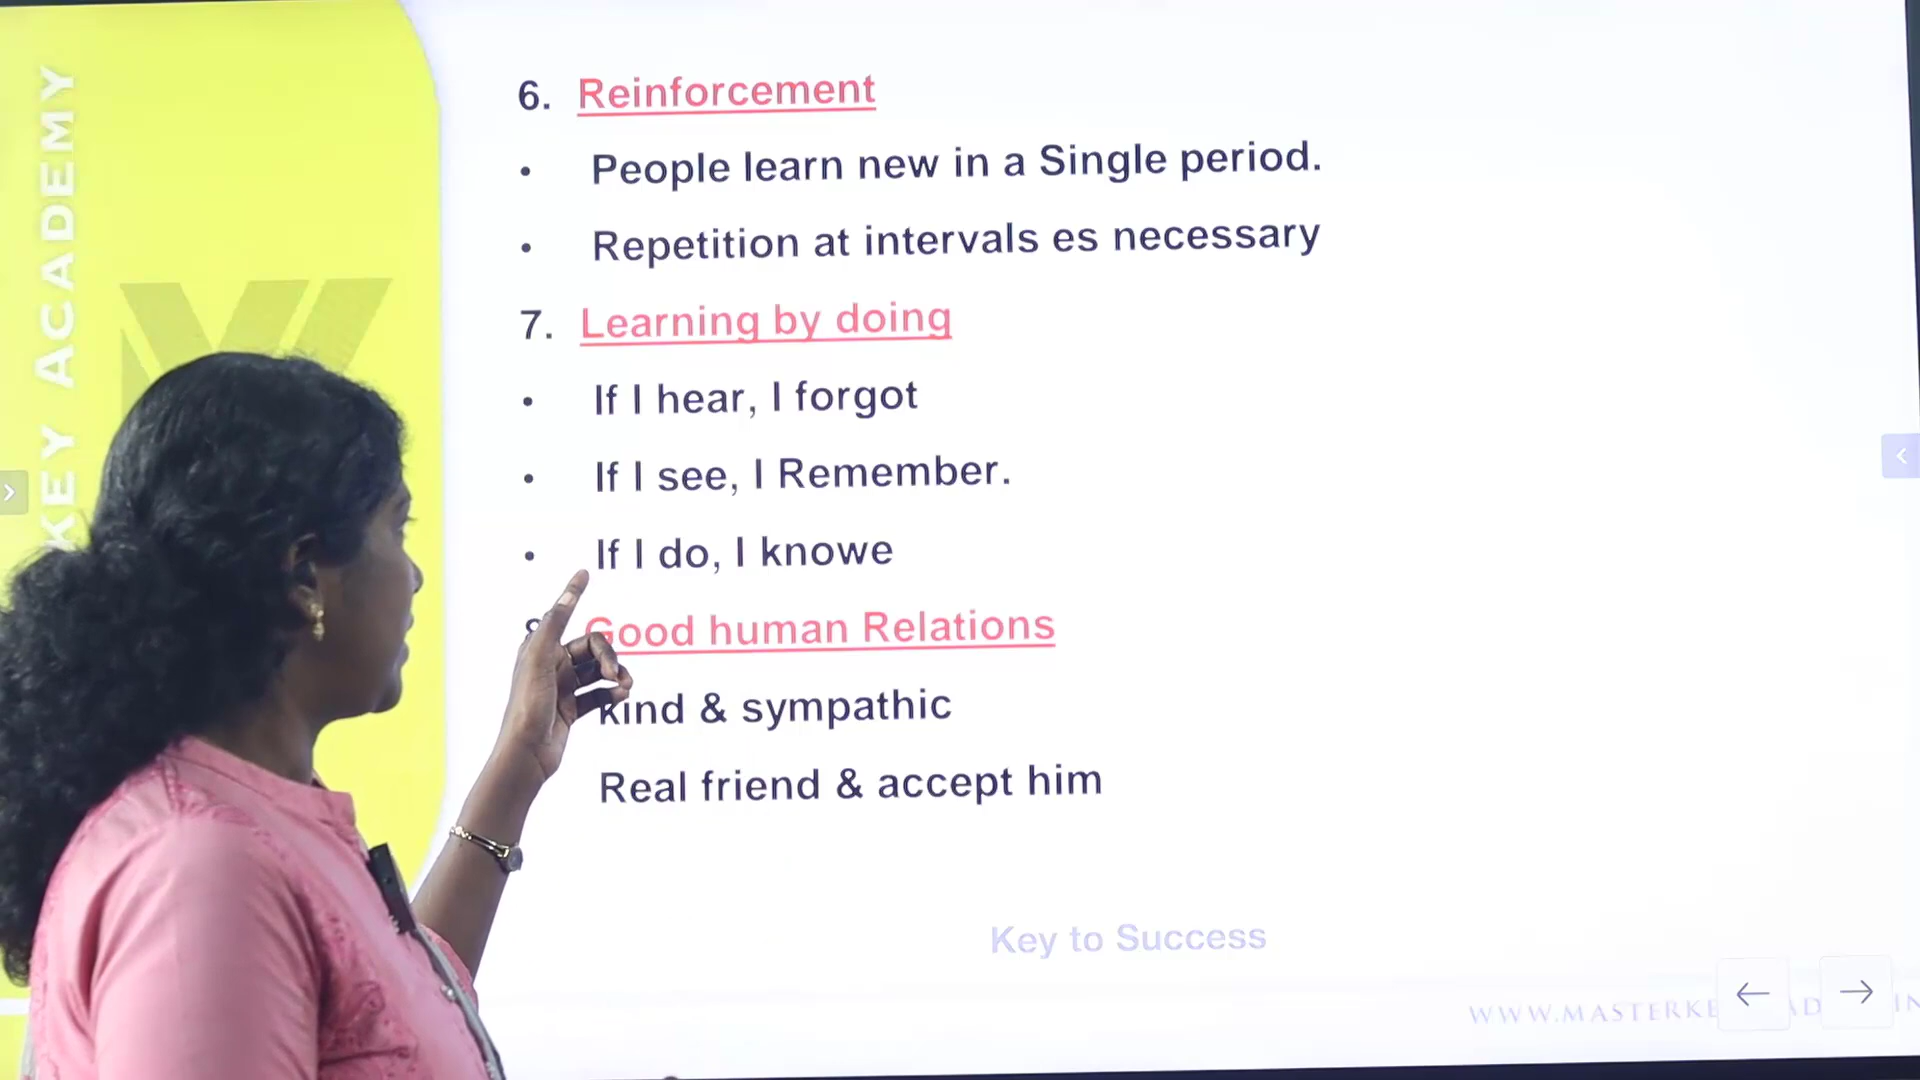 KEY ACADEMY
6. Reinforcement
• People learn new in a Single period.
• Repetition at intervals es necessary
7. Learning by doing
• If I hear, I forgot
• If I see, I Remember.
• If I do, I knowe
Good human Relations
kind & sympathic
Real friend & accept him
Key to Success